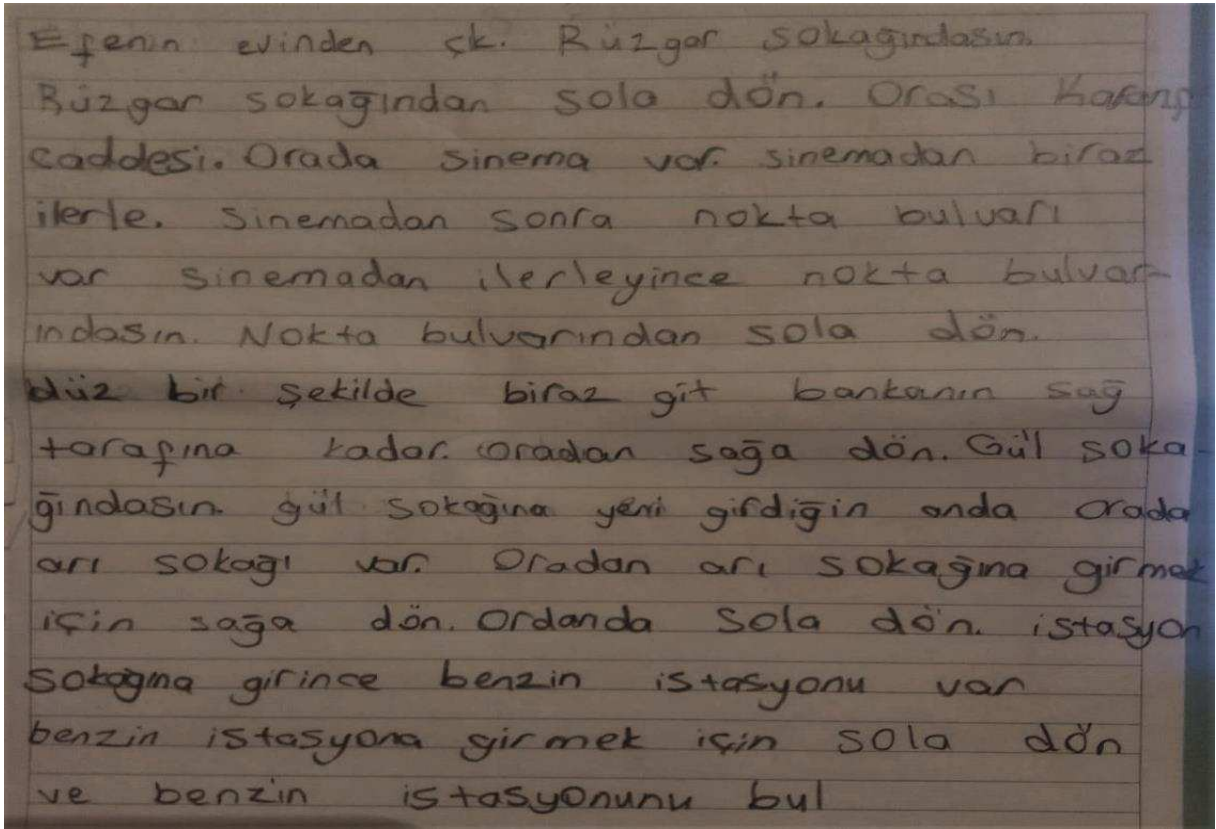 Efenin evinden çk. Rüzgar sokagındasın.
Rüzgar sokağından sola dön. Orası
caddesi. Orada sinema var. sinemadan biraz
ilerle. Sinemadan sonra nokta bulvarı
var sinemadan ilerleyince nokta bulvar-
ındasın. Nokta bulvarından sola dön.
düz bir şekilde biraz git bankanın sağ
tarafına kadar. oradan sağa dön. Gül soka-
ğındasın. gül sokağına yeni girdiğin anda orada
arı sokağı var. Oradan arı sokağına girmek
için sağa dön. Ordanda sola dön. istasyon
sokağına girince benzin istasyonu var
benzin istasyona girmek için sola dön
ve benzin istasyonunu bul